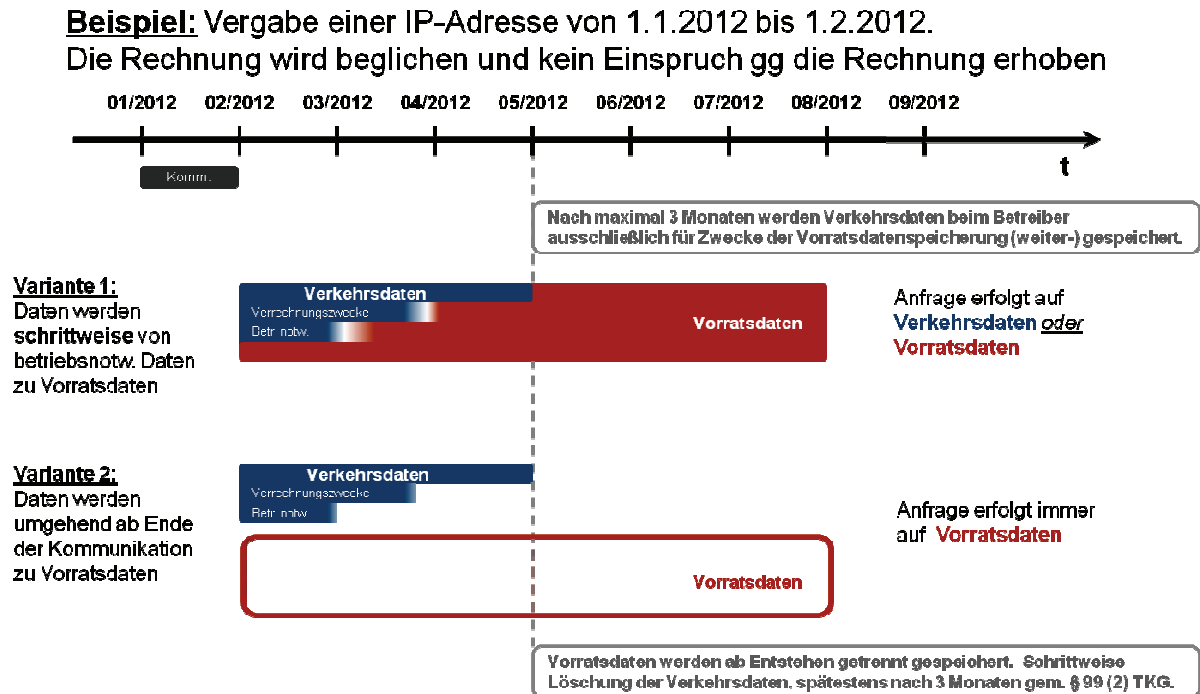 Beispiel: Vergabe einer IP-Adresse von 1.1.2012 bis 1.2.2012.
Die Rechnung wird beglichen und kein Einspruch gg die Rechnung erhoben
01/2012 02/2012 03/2012 04/2012 05/2012 06/2012 07/2012 08/2012 09/2012
t
Komm.
Nach maximal 3 Monaten werden Verkehrsdaten beim Betreiber
ausschließlich für Zwecke der Vorratsdatenspeicherung (weiter-) gespeichert.
Variante 1:
Daten werden
schrittweise von
betriebsnotw. Daten
zu Vorratsdaten
Verkehrsdaten
Verrechnungszwecke
Betr.notw.
Vorratsdaten
Anfrage erfolgt auf
Verkehrsdaten oder
Vorratsdaten
Variante 2:
Daten werden
umgehend ab Ende
der Kommunikation
zu Vorratsdaten
Verkehrsdaten
Verrechnungszwecke
Betr.notw.
Vorratsdaten
Anfrage erfolgt immer
auf Vorratsdaten
Vorratsdaten werden ab Entstehen getrennt gespeichert. Schrittweise
Löschung der Verkehrsdaten, spätestens nach 3 Monaten gem. § 99 (2) TKG.